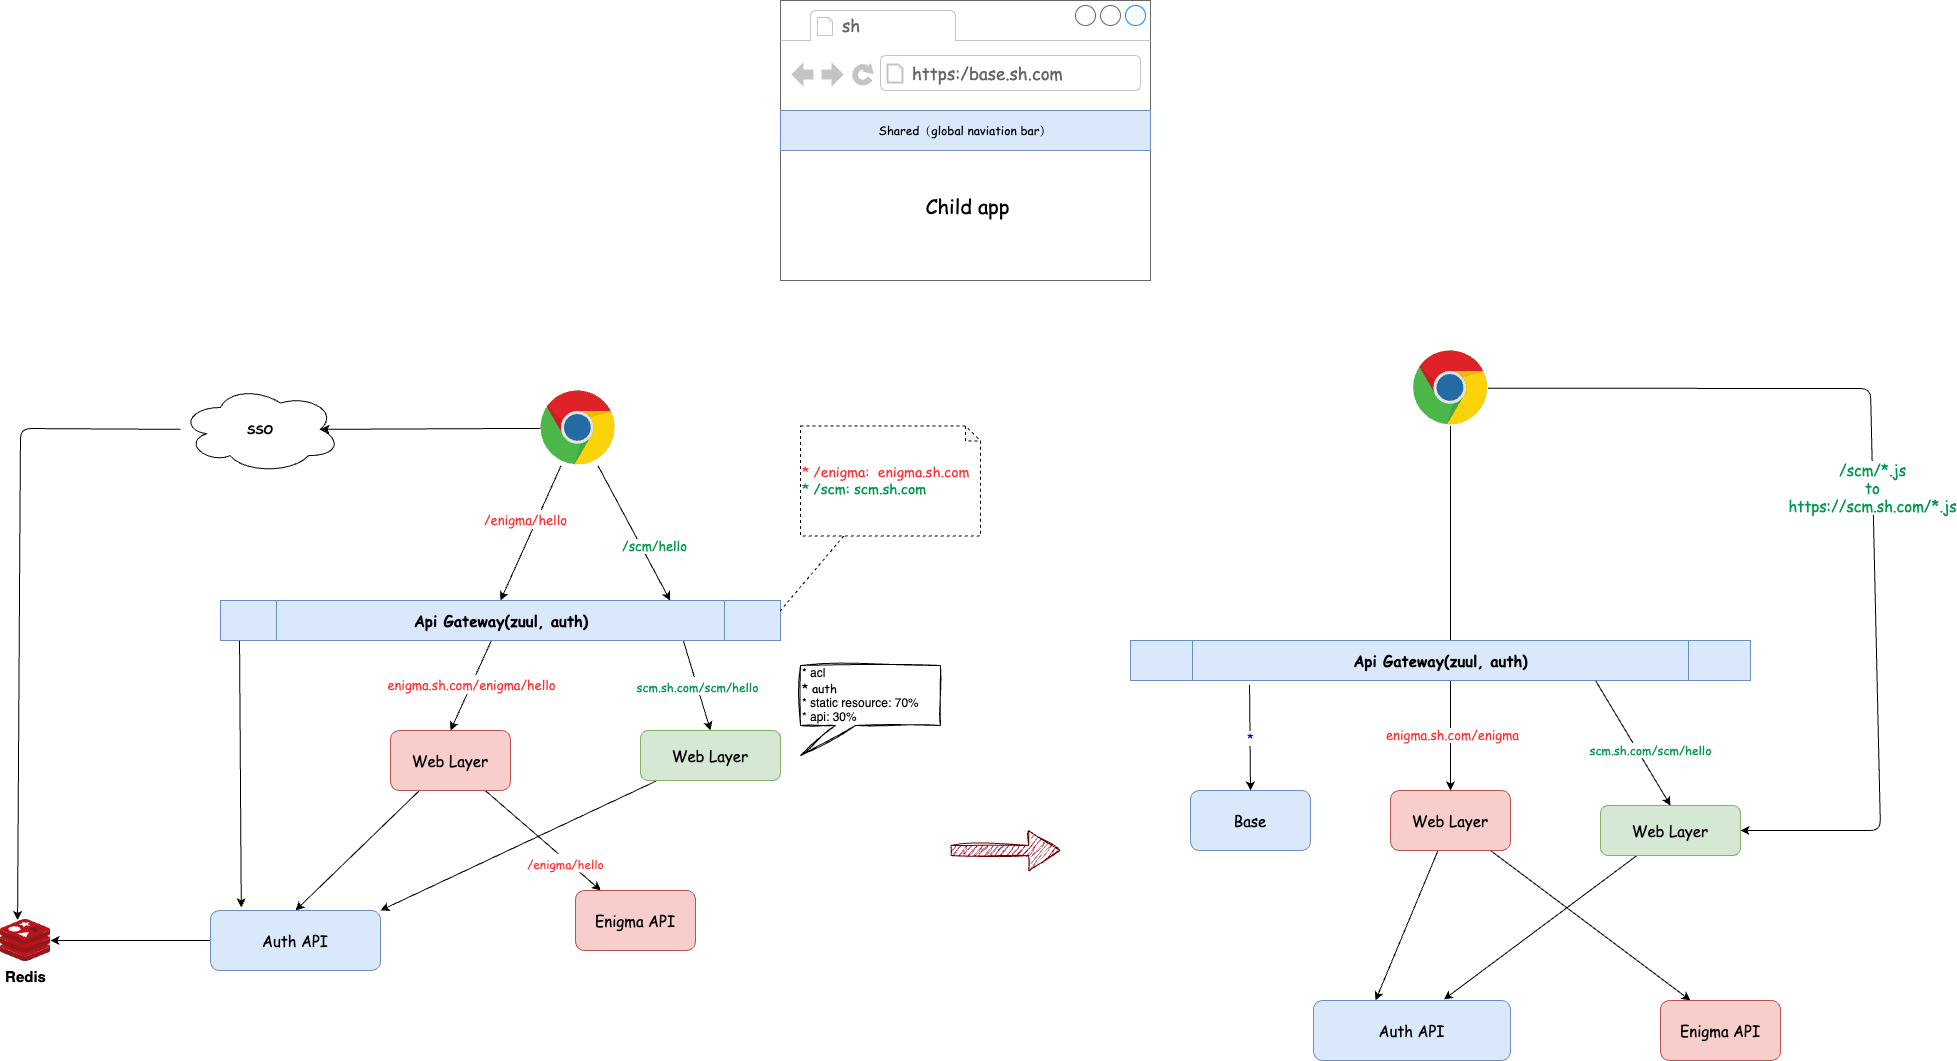 sh
https:/base.sh.com
Shared（global naviation bar）
Child app
sso
* /enigma: enigma.sh.com
* /scm: scm.sh.com
/enigma/hello
/scm/hello
Api Gateway(zuul, auth)
enigma.sh.com/enigma/hello
scm.sh.com/scm/hello
* acl
* auth
* static resource: 70%
* api: 30%
Web Layer
Web Layer
/enigma/hello
Enigma API
Auth API
Redis
/scm/*.js
to
https://scm.sh.com/*.js
Api Gateway(zuul, auth)
*
enigma.sh.com/enigma
scm.sh.com/scm/hello
Base
Web Layer
Web Layer
Auth API
Enigma API